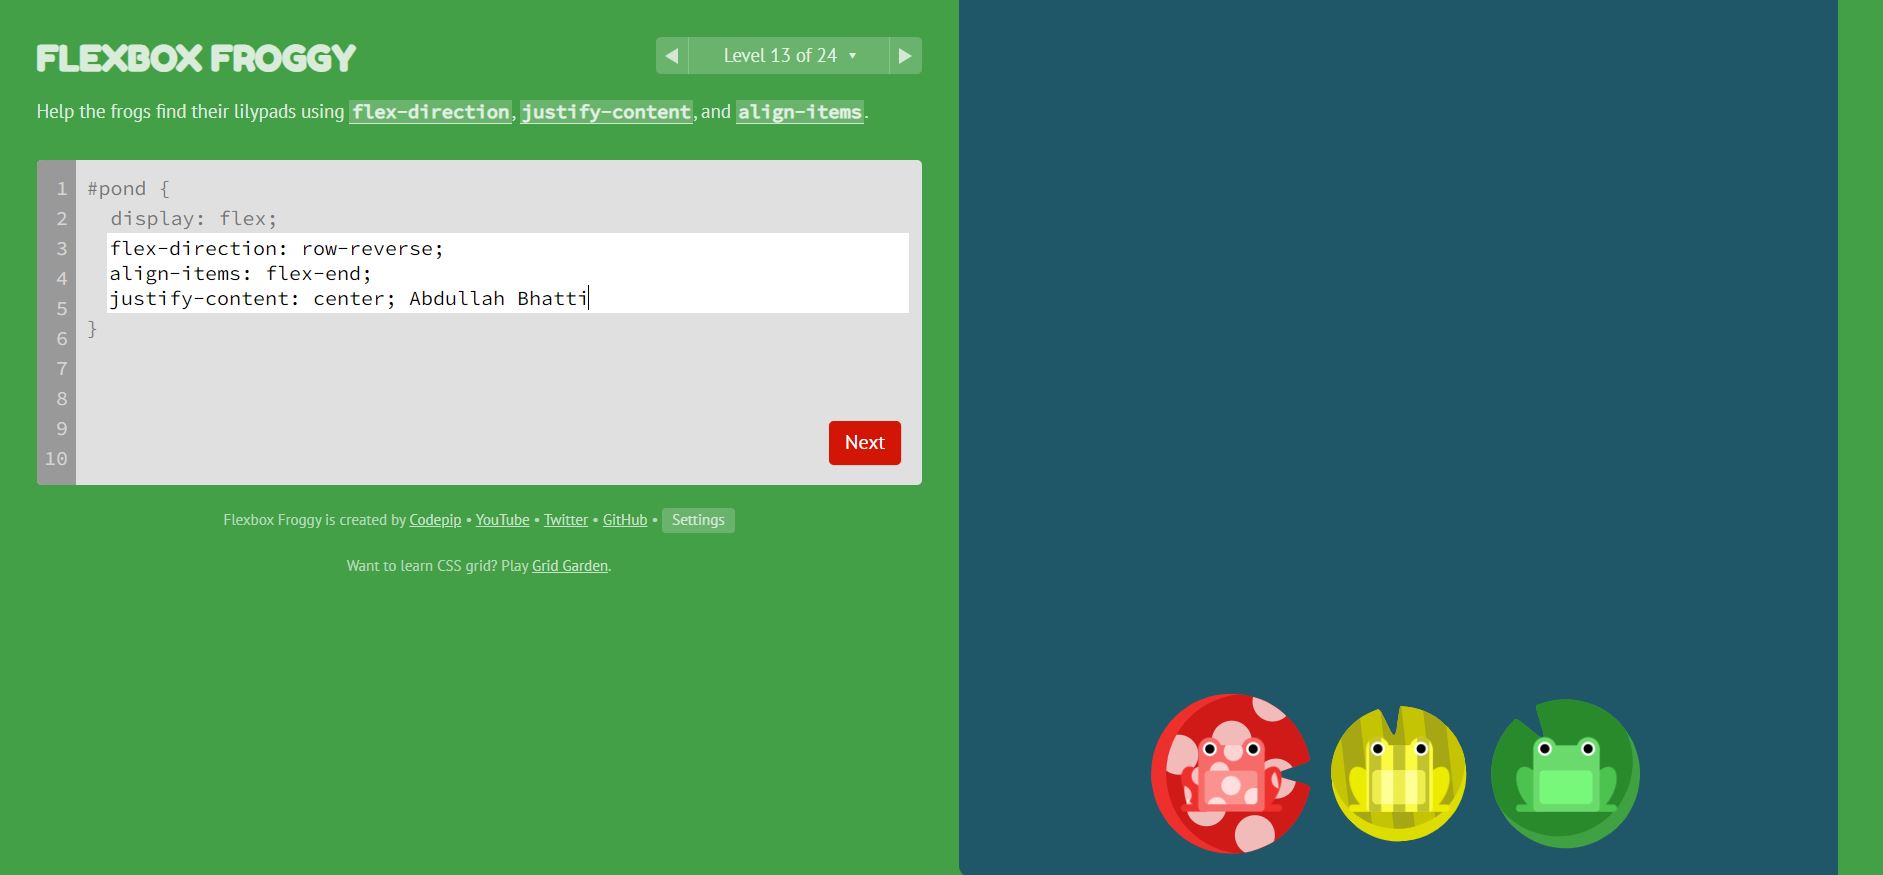 FLEXBOX FROGGY
◀ Level 13 of 24 ▾ ▶
Help the frogs find their lilypads using flex-direction, justify-content, and align-items.
1 #pond {
2 display: flex;
3 flex-direction: row-reverse;
4 align-items: flex-end;
5 justify-content: center; Abdullah Bhatti
6 }
7
8
9
10
Next
Flexbox Froggy is created by Codepip • YouTube • Twitter • GitHub • Settings
Want to learn CSS grid? Play Grid Garden.